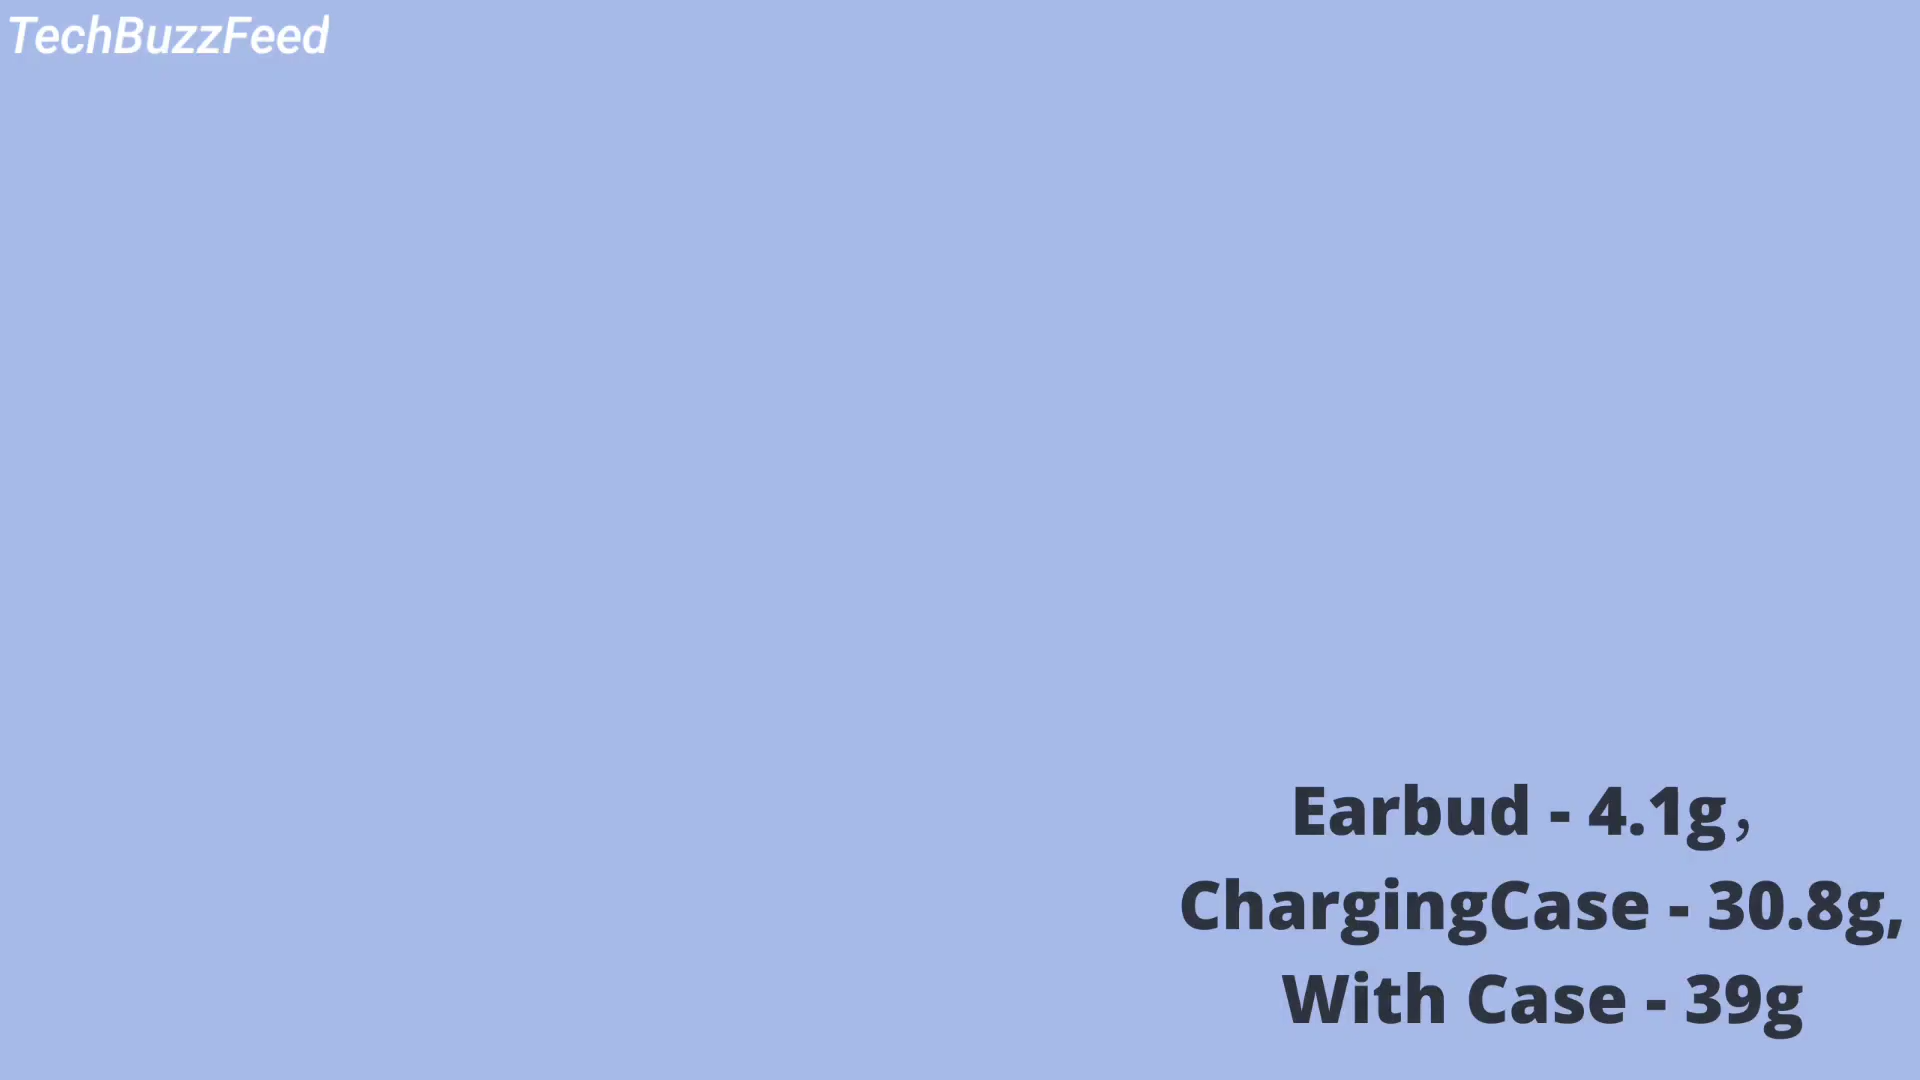 TechBuzzFeed
Earbud - 4.1g,
ChargingCase - 30.8g,
With Case - 39g